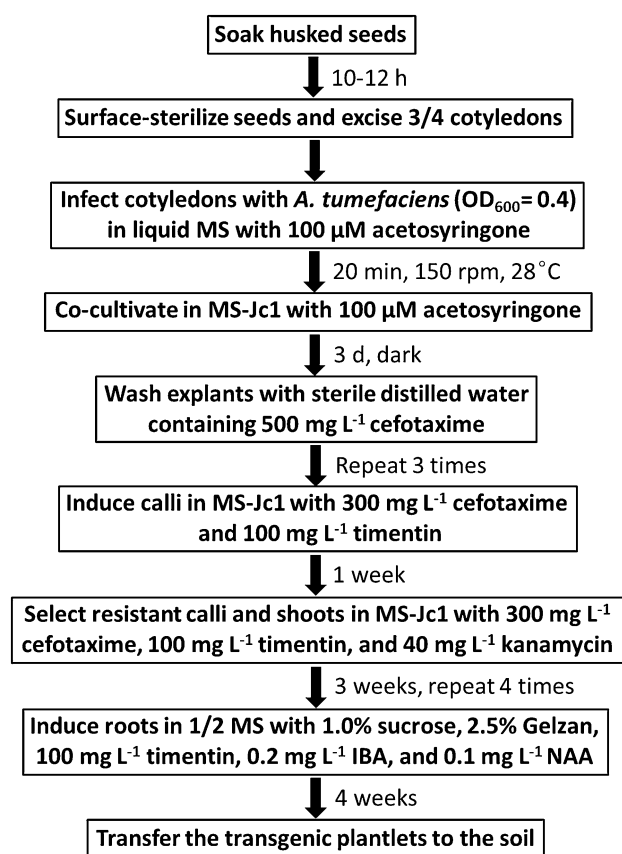 Soak husked seeds
10-12 h
Surface-sterilize seeds and excise 3/4 cotyledons
Infect cotyledons with A. tumefaciens (OD₆₀₀= 0.4)
in liquid MS with 100 μM acetosyringone
20 min, 150 rpm, 28°C
Co-cultivate in MS-Jc1 with 100 μM acetosyringone
3 d, dark
Wash explants with sterile distilled water
containing 500 mg L⁻¹ cefotaxime
Repeat 3 times
Induce calli in MS-Jc1 with 300 mg L⁻¹ cefotaxime
and 100 mg L⁻¹ timentin
1 week
Select resistant calli and shoots in MS-Jc1 with 300 mg L⁻¹
cefotaxime, 100 mg L⁻¹ timentin, and 40 mg L⁻¹ kanamycin
3 weeks, repeat 4 times
Induce roots in 1/2 MS with 1.0% sucrose, 2.5% Gelzan,
100 mg L⁻¹ timentin, 0.2 mg L⁻¹ IBA, and 0.1 mg L⁻¹ NAA
4 weeks
Transfer the transgenic plantlets to the soil